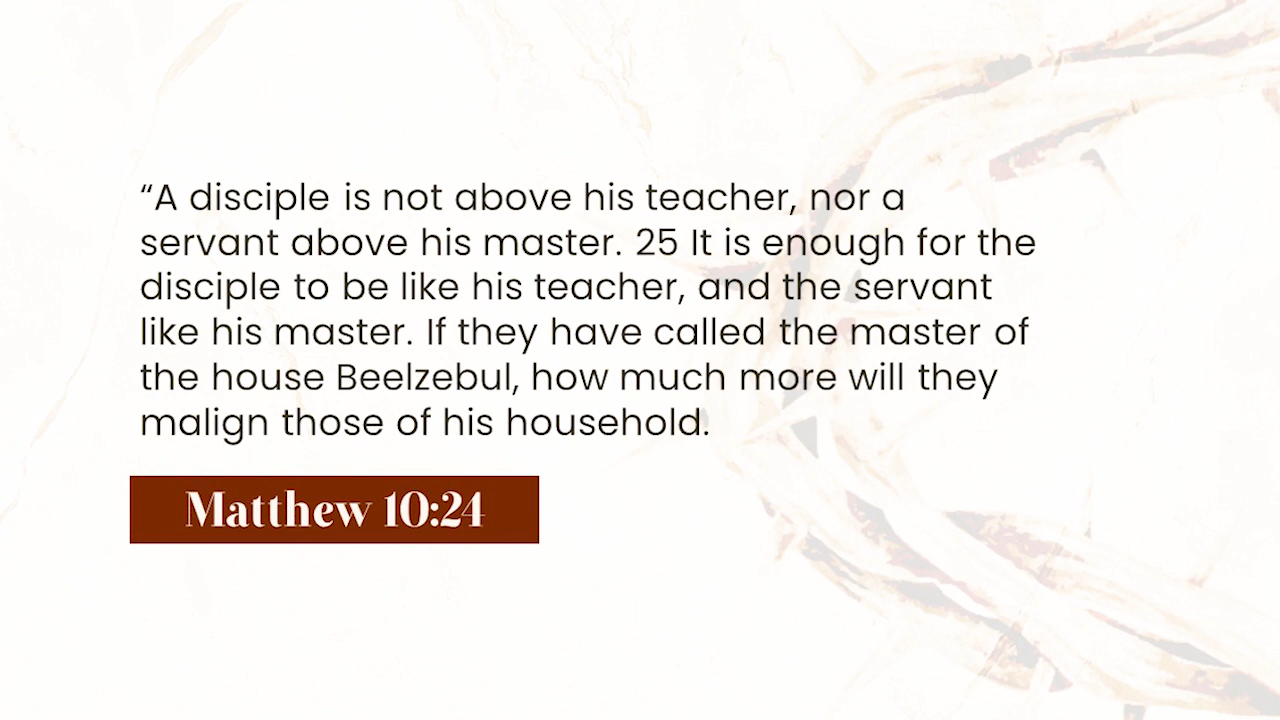 “A disciple is not above his teacher, nor a
servant above his master. 25 It is enough for the
disciple to be like his teacher, and the servant
like his master. If they have called the master of
the house Beelzebul, how much more will they
malign those of his household.
Matthew 10:24